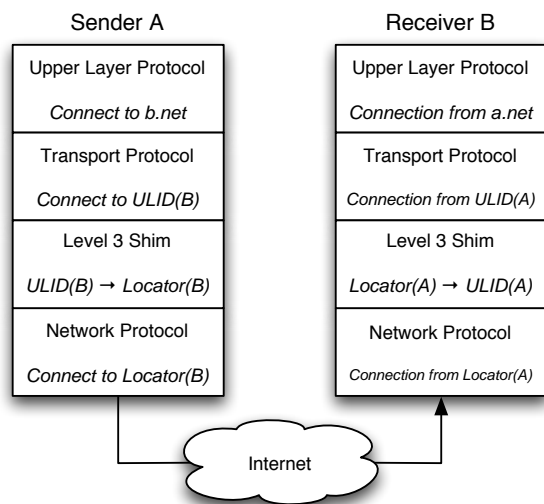 Sender A
Upper Layer Protocol
Connect to b.net
Transport Protocol
Connect to ULID(B)
Level 3 Shim
ULID(B) → Locator(B)
Network Protocol
Connect to Locator(B)
Receiver B
Upper Layer Protocol
Connection from a.net
Transport Protocol
Connection from ULID(A)
Level 3 Shim
Locator(A) → ULID(A)
Network Protocol
Connection from Locator(A)
Internet